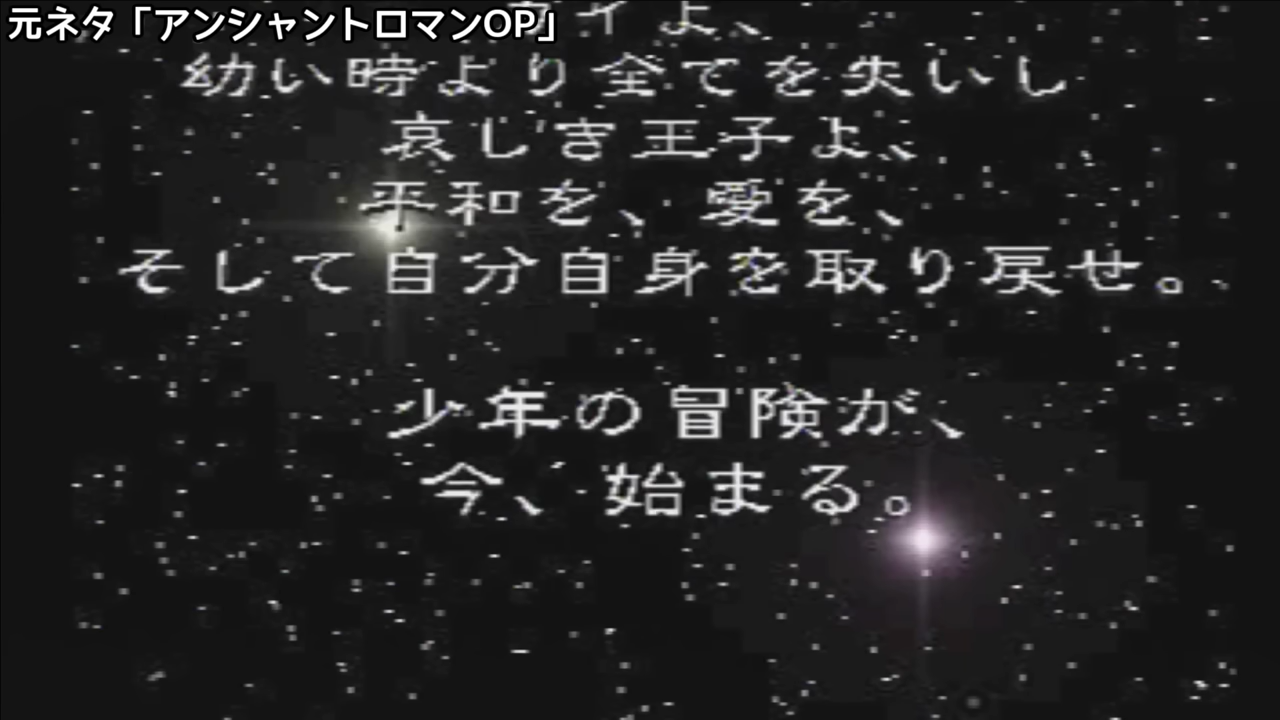 元ネタ「アンシャントロマンOP」
カイよ、
幼い時より全てを失いし
哀しき王子よ、
平和を、愛を、
そして自分自身を取り戻せ。
少年の冒険が、
今、始まる。